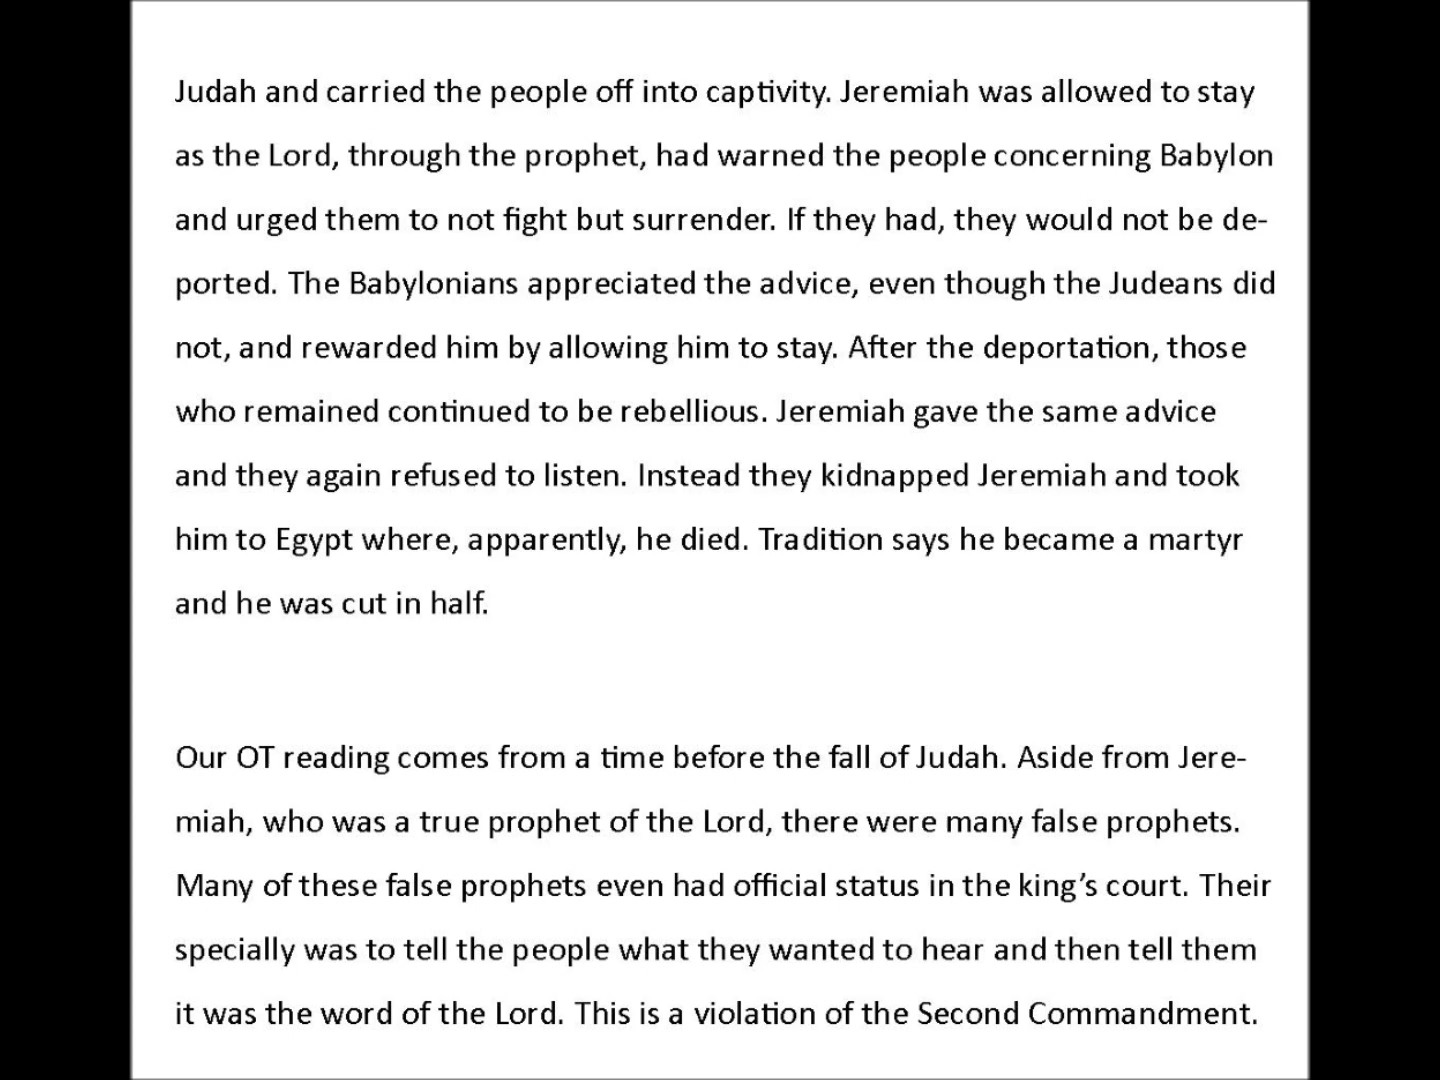 Judah and carried the people off into captivity. Jeremiah was allowed to stay
as the Lord, through the prophet, had warned the people concerning Babylon
and urged them to not fight but surrender. If they had, they would not be de-
ported. The Babylonians appreciated the advice, even though the Judeans did
not, and rewarded him by allowing him to stay. After the deportation, those
who remained continued to be rebellious. Jeremiah gave the same advice
and they again refused to listen. Instead they kidnapped Jeremiah and took
him to Egypt where, apparently, he died. Tradition says he became a martyr
and he was cut in half.
Our OT reading comes from a time before the fall of Judah. Aside from Jere-
miah, who was a true prophet of the Lord, there were many false prophets.
Many of these false prophets even had official status in the king’s court. Their
specially was to tell the people what they wanted to hear and then tell them
it was the word of the Lord. This is a violation of the Second Commandment.